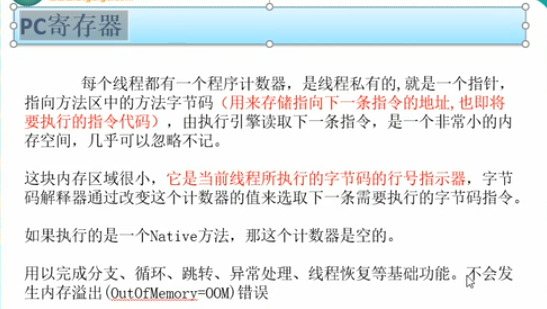 PC寄存器
每个线程都有一个程序计数器，是线程私有的,就是一个指针，
指向方法区中的方法字节码（用来存储指向下一条指令的地址,也即将
要执行的指令代码），由执行引擎读取下一条指令，是一个非常小的内
存空间，几乎可以忽略不记。
这块内存区域很小，它是当前线程所执行的字节码的行号指示器，字节
码解释器通过改变这个计数器的值来选取下一条需要执行的字节码指令。
如果执行的是一个Native方法，那这个计数器是空的。
用以完成分支、循环、跳转、异常处理、线程恢复等基础功能。不会发
生内存溢出(OutOfMemory=OOM)错误